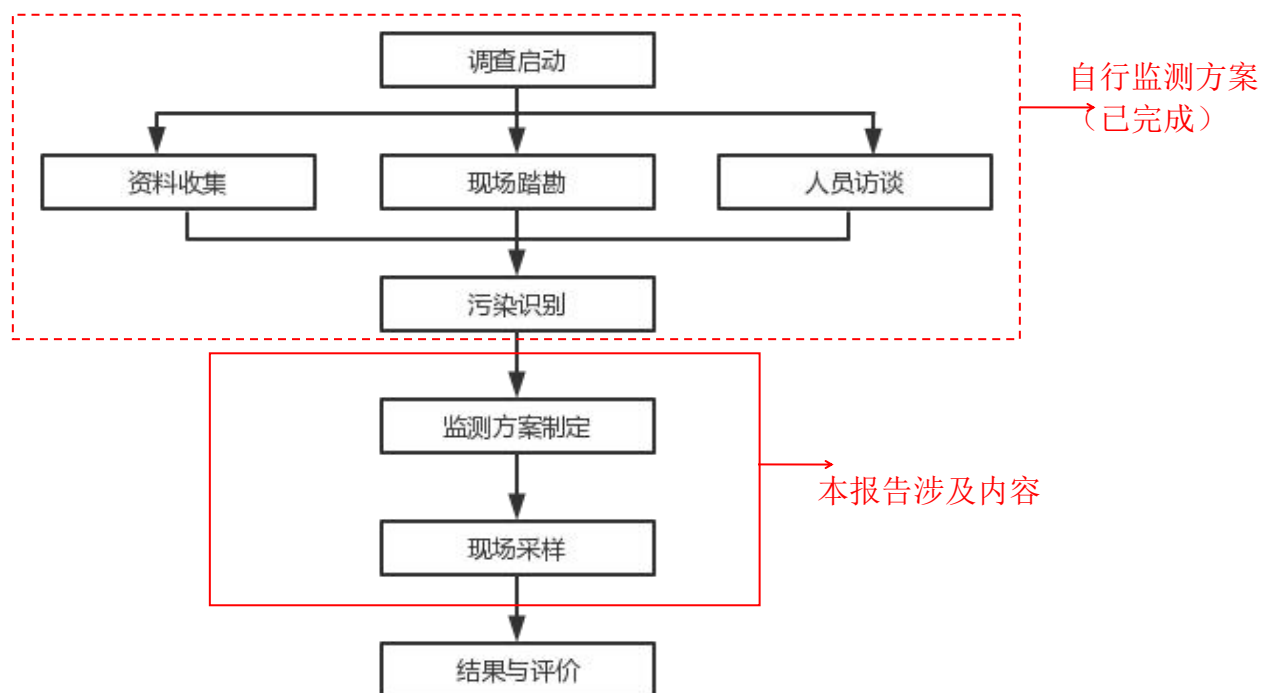 调查启动
自行监测方案
（已完成）
资料收集
现场踏勘
人员访谈
污染识别
监测方案制定
本报告涉及内容
现场采样
结果与评价